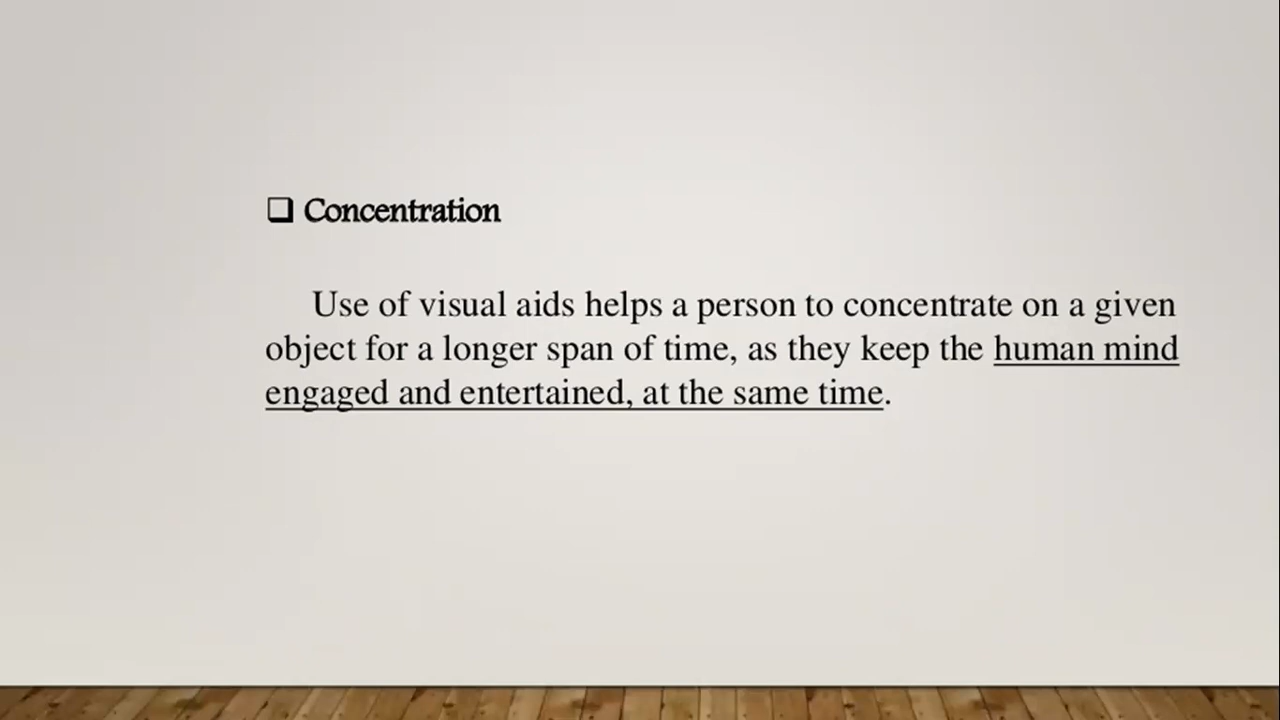 ❑ Concentration
Use of visual aids helps a person to concentrate on a given
object for a longer span of time, as they keep the human mind
engaged and entertained, at the same time.